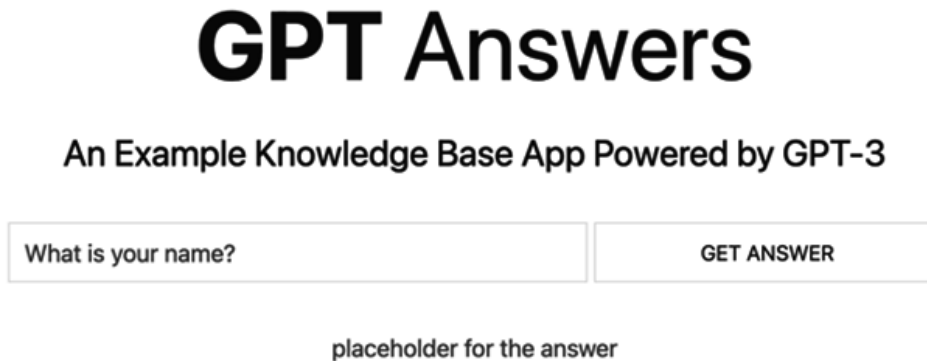 GPT Answers
An Example Knowledge Base App Powered by GPT-3
What is your name?
GET ANSWER
placeholder for the answer